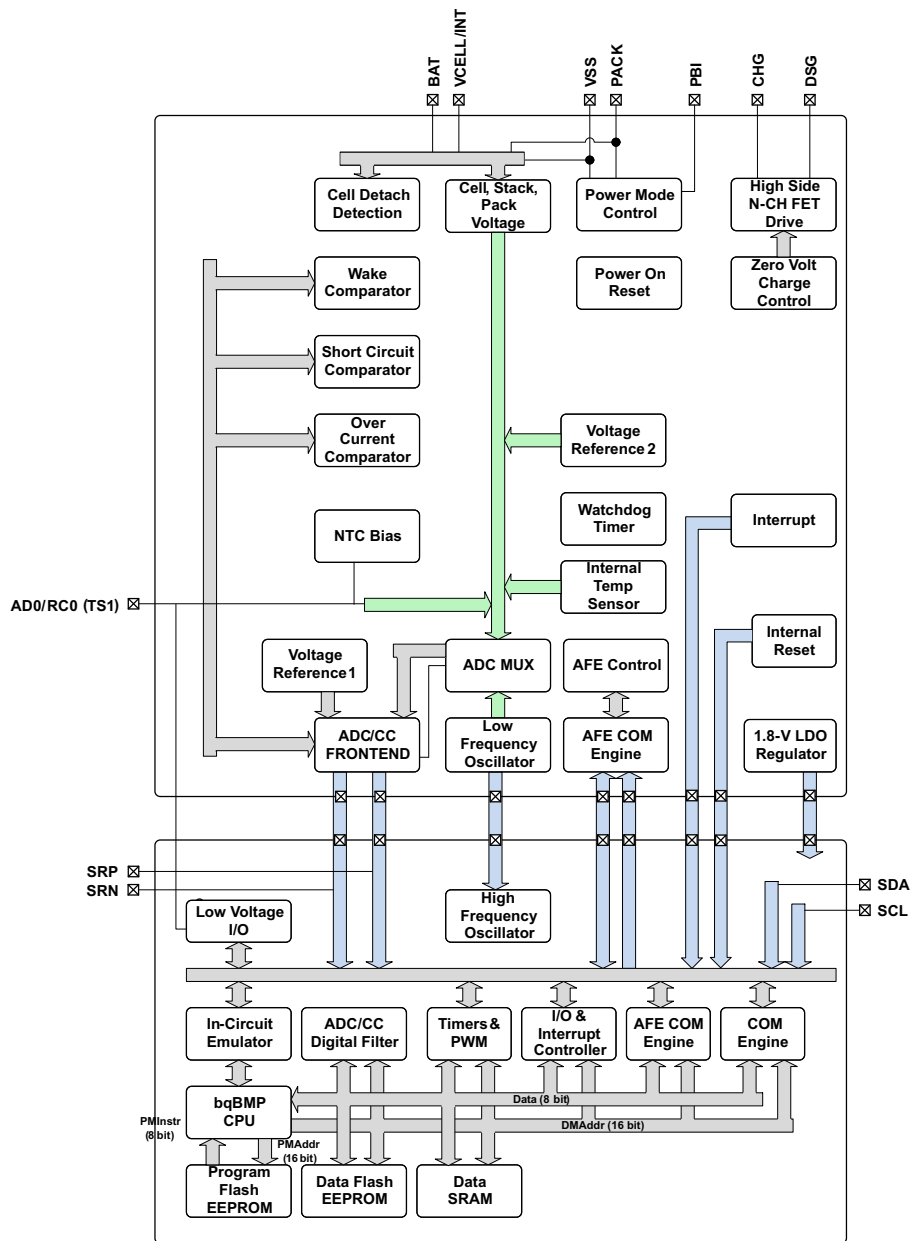 BAT
VCELL/INT
VSS
PACK
PBI
CHG
DSG
Cell Detach
Detection
Cell, Stack,
Pack
Voltage
Power Mode
Control
High Side
N-CH FET
Drive
Wake
Comparator
Power On
Reset
Zero Volt
Charge
Control
Short Circuit
Comparator
Over
Current
Comparator
Voltage
Reference 2
NTC Bias
Watchdog
Timer
Interrupt
Internal
Temp
Sensor
AD0/RC0 (TS1)
Internal
Reset
Voltage
Reference 1
ADC MUX
AFE Control
ADC/CC
FRONTEND
Low
Frequency
Oscillator
AFE COM
Engine
1.8-V LDO
Regulator
SRP
SRN
SDA
SCL
Low Voltage
I/O
High
Frequency
Oscillator
In-Circuit
Emulator
ADC/CC
Digital Filter
Timers &
PWM
I/O &
Interrupt
Controller
AFE COM
Engine
COM
Engine
bqBMP
CPU
Data (8 bit)
DMAddr (16 bit)
PMInstr
(8 bit)
PMAddr
(16 bit)
Program
Flash
EEPROM
Data Flash
EEPROM
Data
SRAM